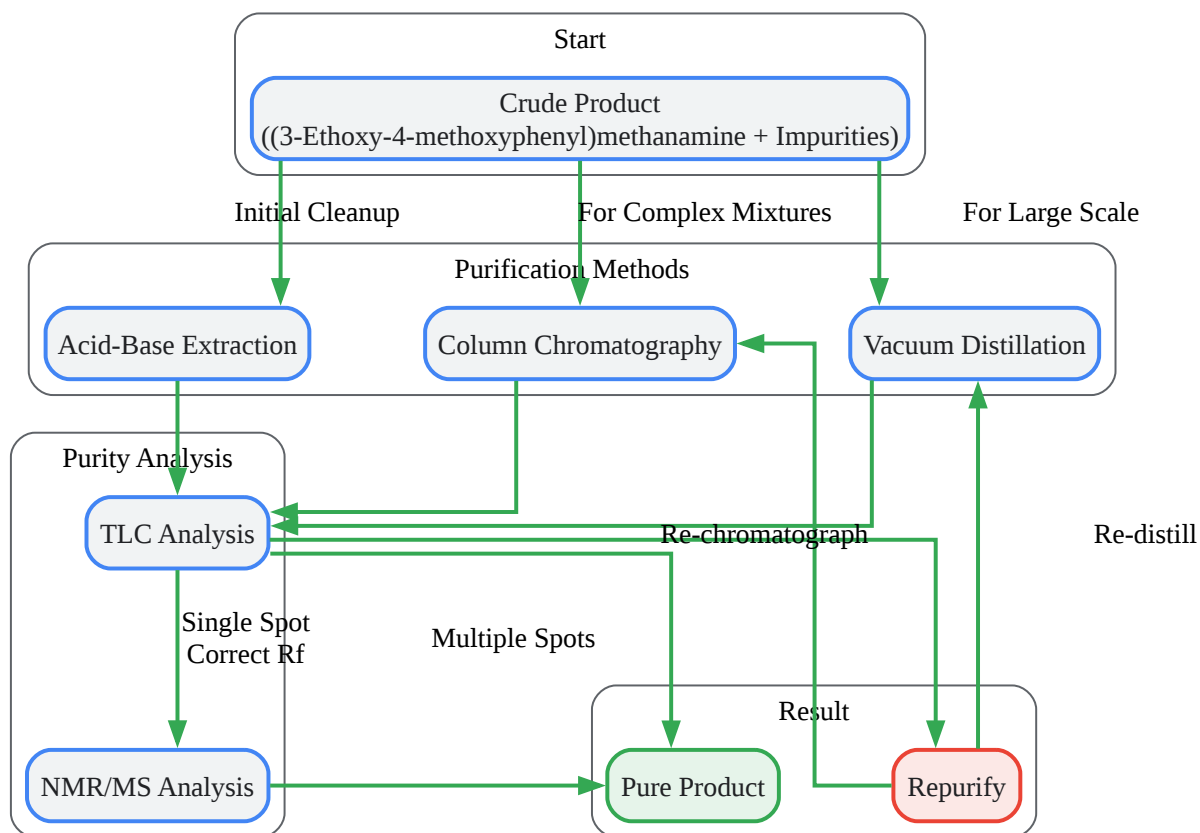 Start
Crude Product
((3-Ethoxy-4-methoxyphenyl)methanamine + Impurities)
Initial Cleanup
For Complex Mixtures
For Large Scale
Purification Methods
Acid-Base Extraction
Column Chromatography
Vacuum Distillation
Purity Analysis
TLC Analysis
Re-chromatograph
Re-distill
Single Spot
Correct Rf
Multiple Spots
Result
NMR/MS Analysis
Pure Product
Repurify